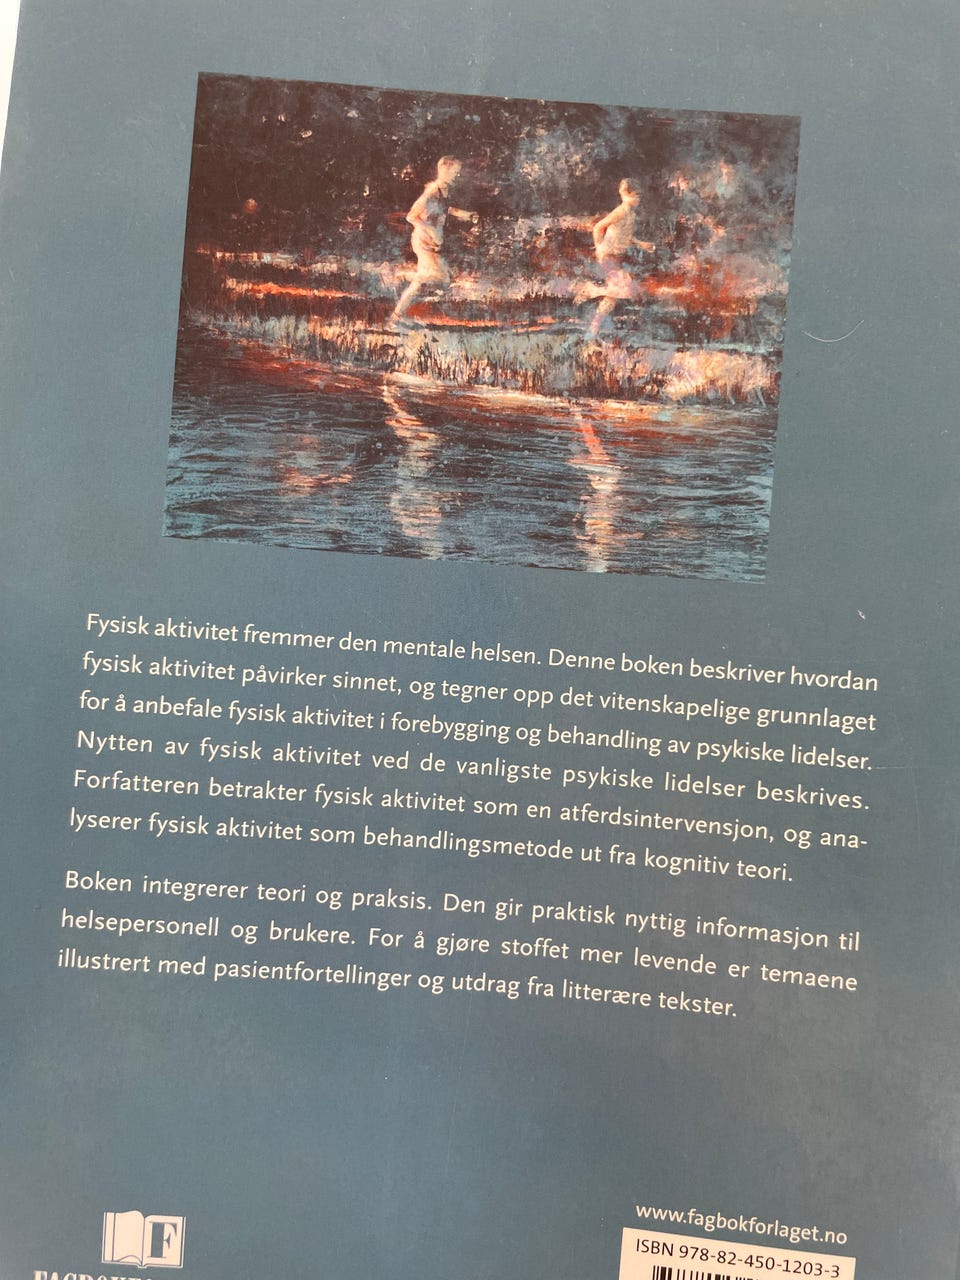 Fysisk aktivitet fremmer den mentale helsen. Denne boken beskriver hvordan
fysisk aktivitet påvirker sinnet, og tegner opp det vitenskapelige grunnlaget
for å anbefale fysisk aktivitet i forebygging og behandling av psykiske lidelser.
Nytten av fysisk aktivitet ved de vanligste psykiske lidelser beskrives.
Forfatteren betrakter fysisk aktivitet som en atferdsintervensjon, og ana-
lyserer fysisk aktivitet som behandlingsmetode ut fra kognitiv teori.
Boken integrerer teori og praksis. Den gir praktisk nyttig informasjon til
helsepersonell og brukere. For å gjøre stoffet mer levende er temaene
illustrert med pasientfortellinger og utdrag fra litterære tekster.
F
www.fagbokforlaget.no
ISBN 978-82-450-1203-3